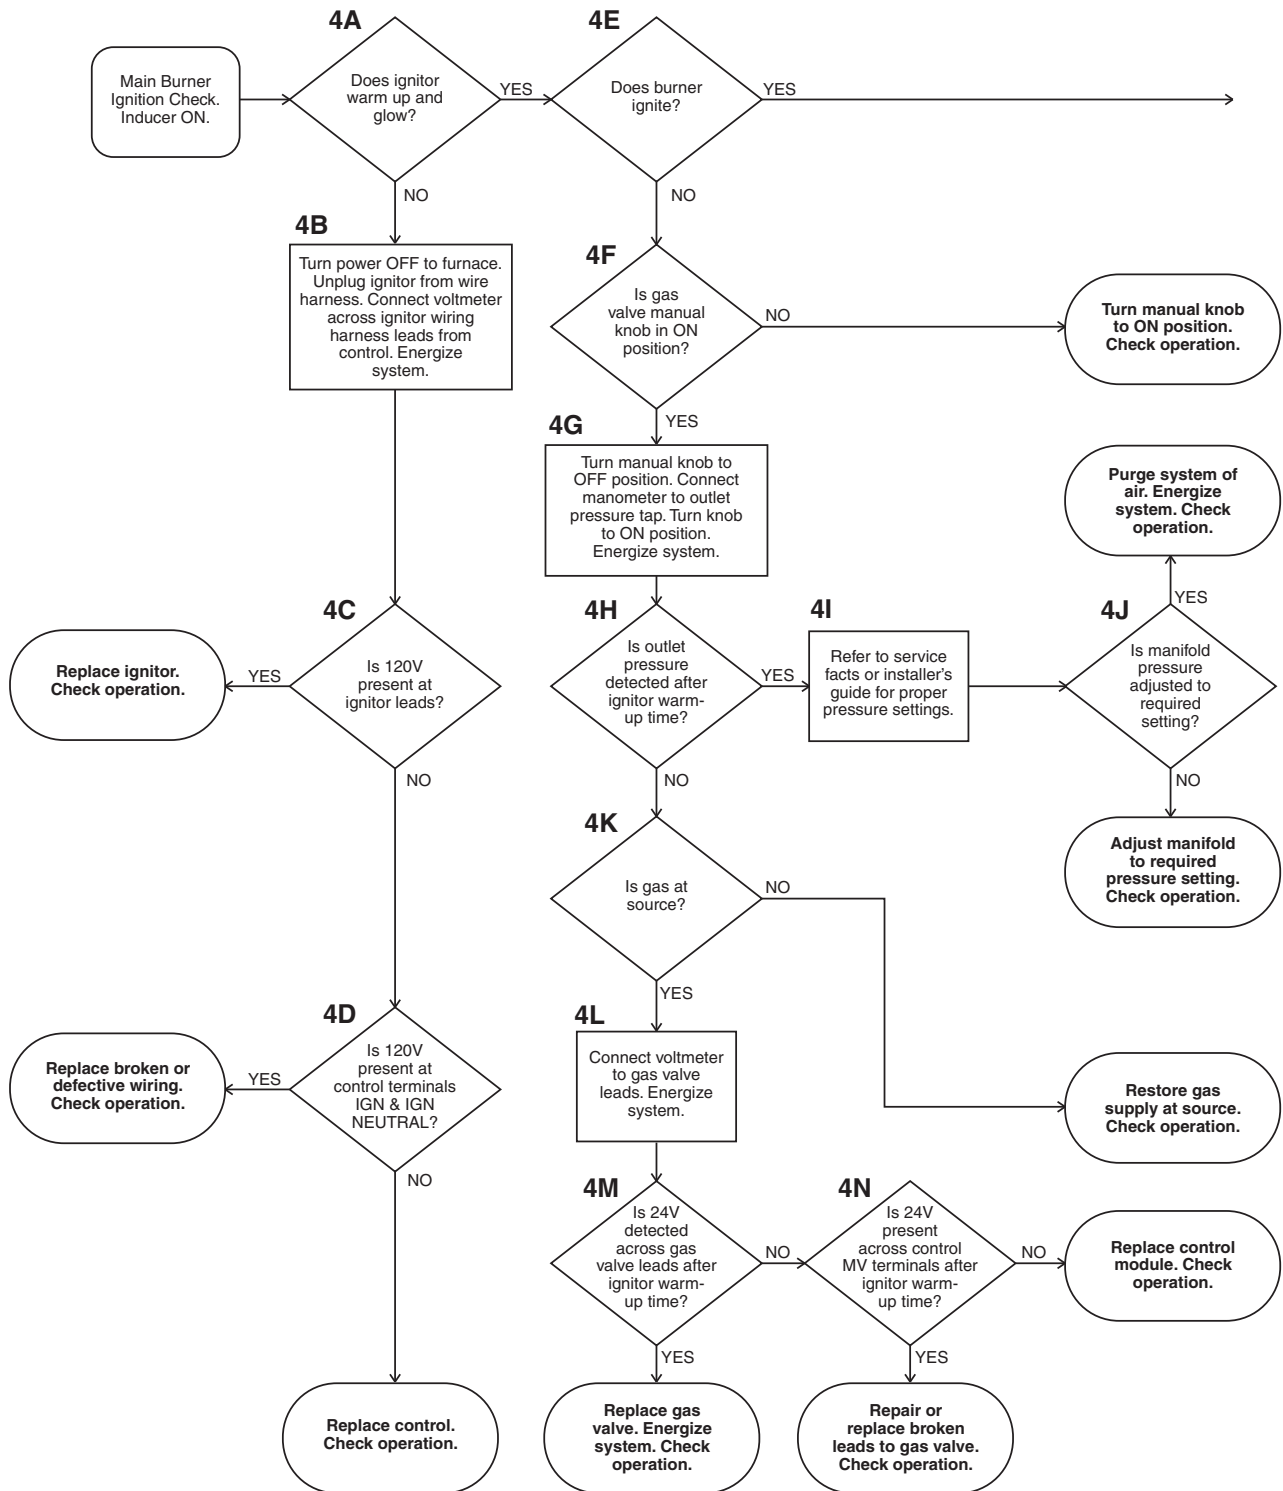 4A
Main Burner
Ignition Check.
Inducer ON.
Does ignitor
warm up and
glow?
YES
NO
4B
Turn power OFF to furnace.
Unplug ignitor from wire
harness. Connect voltmeter
across ignitor wiring
harness leads from
control. Energize
system.
4C
Is 120V
present at
ignitor leads?
YES
Replace ignitor.
Check operation.
NO
4D
Is 120V
present at
control terminals
IGN & IGN
NEUTRAL?
YES
Replace broken or
defective wiring.
Check operation.
NO
Replace control.
Check operation.
4E
Does burner
ignite?
YES
NO
4F
Is gas
valve manual
knob in ON
position?
NO
Turn manual knob
to ON position.
Check operation.
YES
4G
Turn manual knob to
OFF position. Connect
manometer to outlet
pressure tap. Turn knob
to ON position.
Energize system.
4H
Is outlet
pressure
detected after
ignitor warm-
up time?
YES
4I
Refer to service
facts or installer's
guide for proper
pressure settings.
4J
Is manifold
pressure
adjusted to
required
setting?
YES
Purge system of
air. Energize
system. Check
operation.
NO
Adjust manifold
to required
pressure setting.
Check operation.
NO
4K
Is gas at
source?
NO
Restore gas
supply at source.
Check operation.
YES
4L
Connect voltmeter
to gas valve
leads. Energize
system.
4M
Is 24V
detected
across gas
valve leads after
ignitor warm-
up time?
NO
4N
Is 24V
present
across control
MV terminals after
ignitor warm-
up time?
NO
Replace control
module. Check
operation.
YES
Replace gas
valve. Energize
system. Check
operation.
YES
Repair or
replace broken
leads to gas valve.
Check operation.